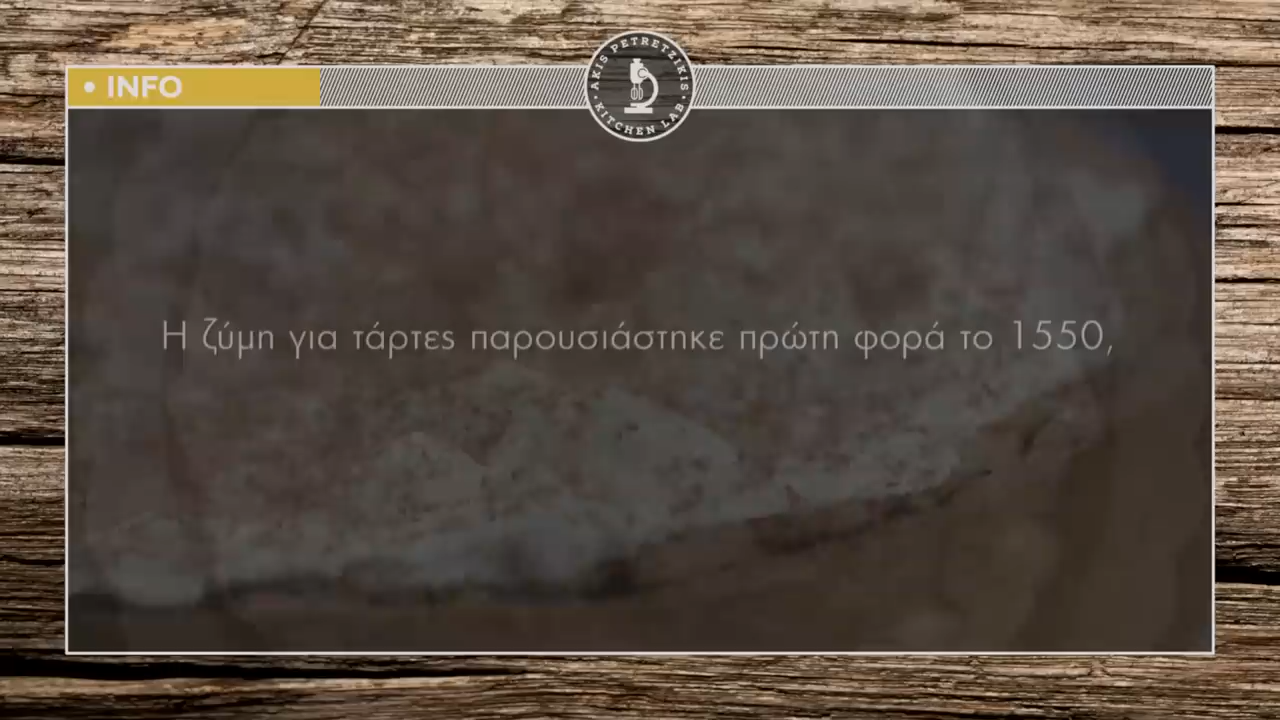 • INFO
AKIS PETRETZIKIS
• KITCHEN LAB •
Η ζύμη για τάρτες παρουσιάστηκε πρώτη φορά το 1550,